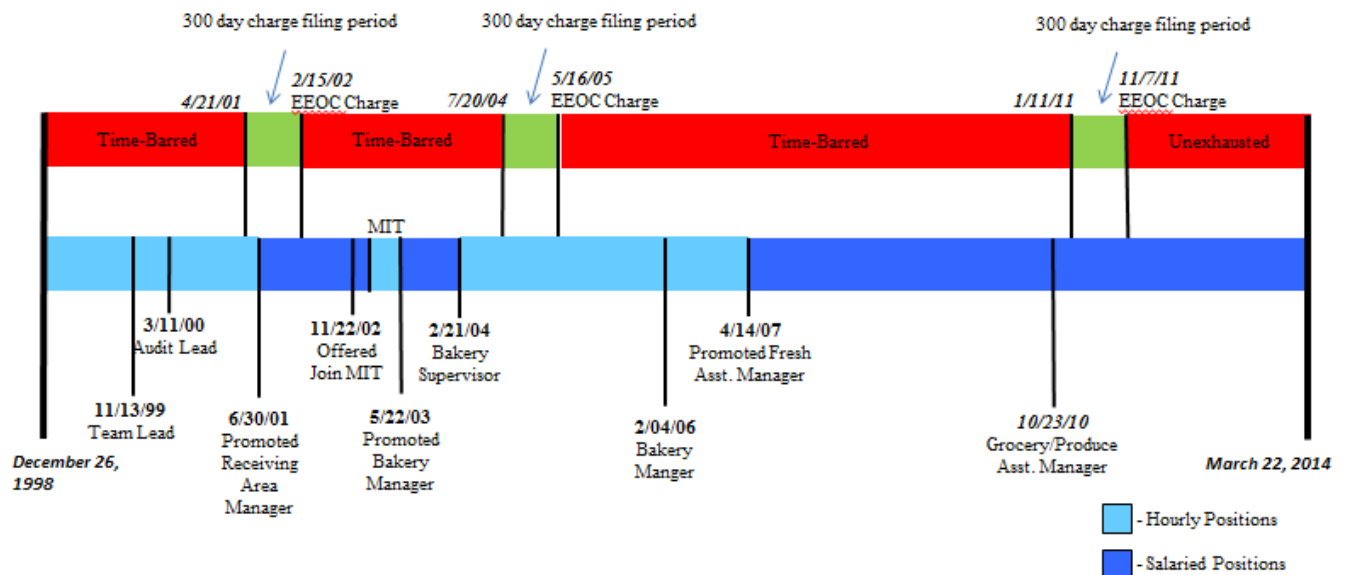 300 day charge filing period
300 day charge filing period
300 day charge filing period
4/21/01
2/15/02
EEOC Charge
7/20/04
5/16/05
EEOC Charge
1/11/11
11/7/11
EEOC Charge
Time-Barred
Time-Barred
Time-Barred
Unexhausted
MIT
3/11/00
Audit Lead
11/22/02
Offered
Join MIT
2/21/04
Bakery
Supervisor
4/14/07
Promoted Fresh
Asst. Manager
11/13/99
Team Lead
6/30/01
Promoted
Receiving
Area
Manager
5/22/03
Promoted
Bakery
Manager
2/04/06
Bakery
Manger
10/23/10
Grocery/Produce
Asst. Manager
December 26,
1998
March 22, 2014
- Hourly Positions
- Salaried Positions